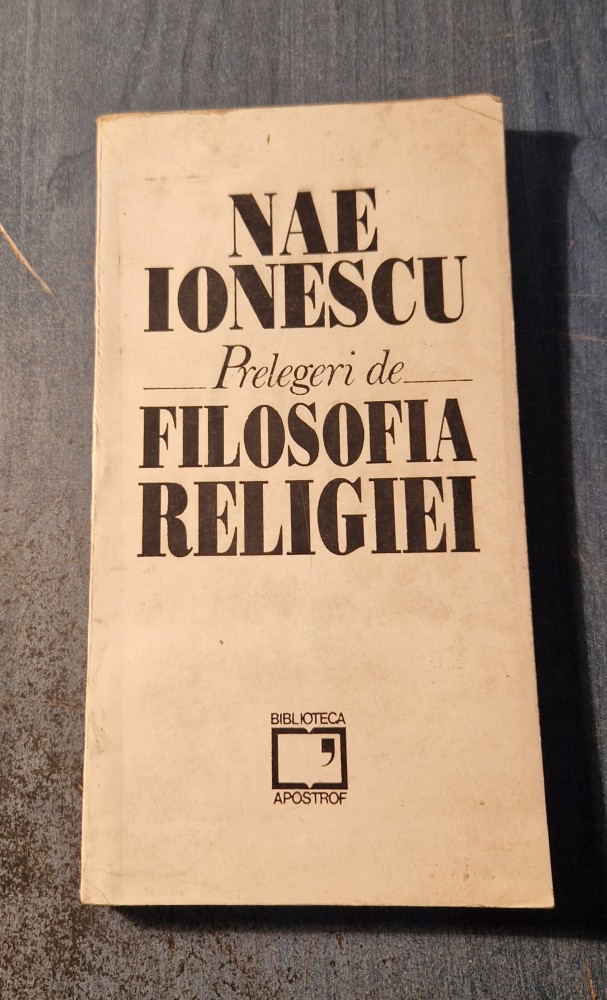 NAE
IONESCU
Prelegeri de
FILOSOFIA
RELIGIEI
BIBLIOTECA
APOSTROF